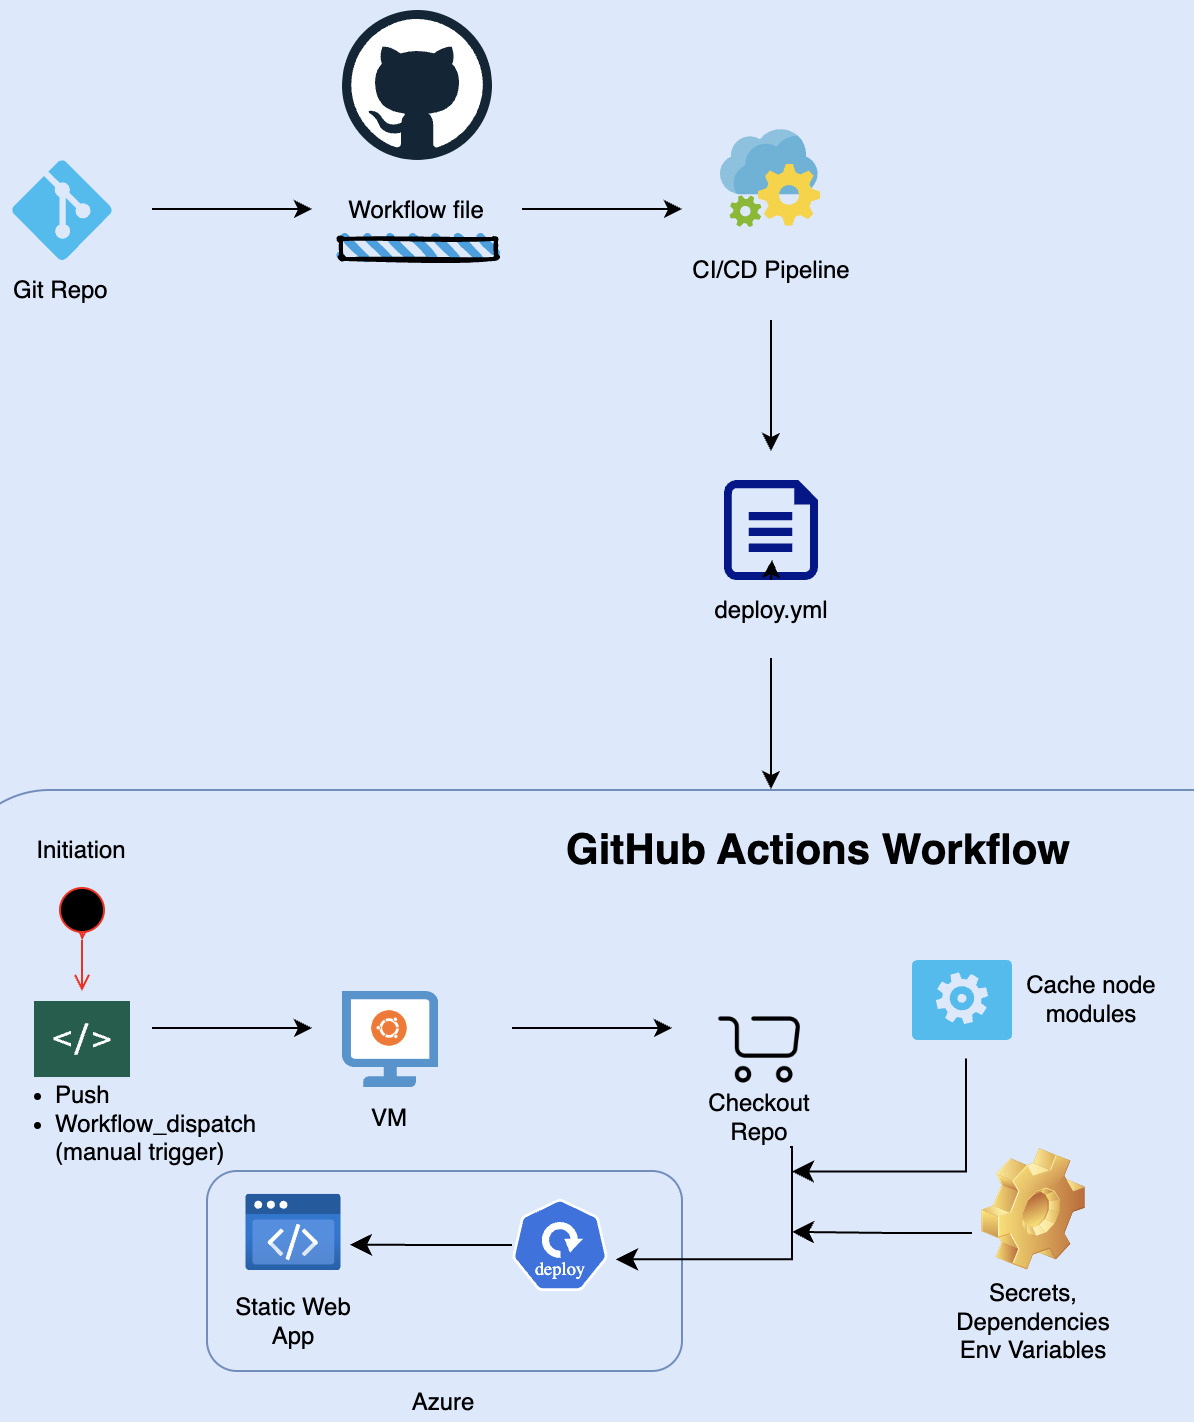 Workflow file
Git Repo
CI/CD Pipeline
deploy.yml
GitHub Actions Workflow
Initiation
</>
• Push
• Workflow_dispatch
(manual trigger)
VM
Checkout
Repo
Cache node
modules
Secrets,
Dependencies
Env Variables
deploy
</>
Static Web
App
Azure